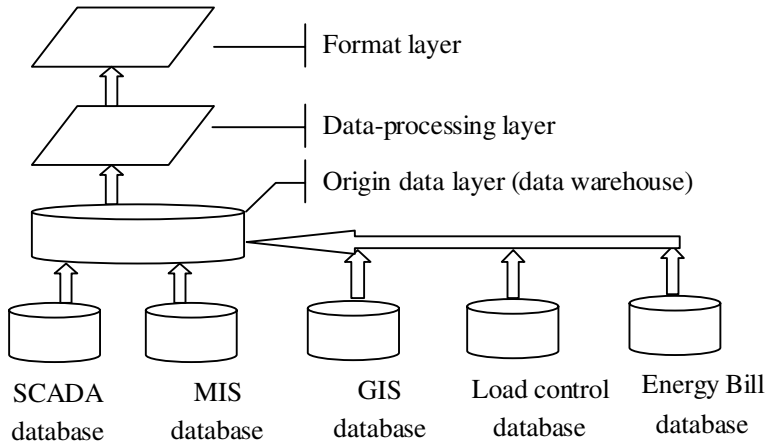 Format layer
Data-processing layer
Origin data layer (data warehouse)
SCADA
database
MIS
database
GIS
database
Load control
database
Energy Bill
database